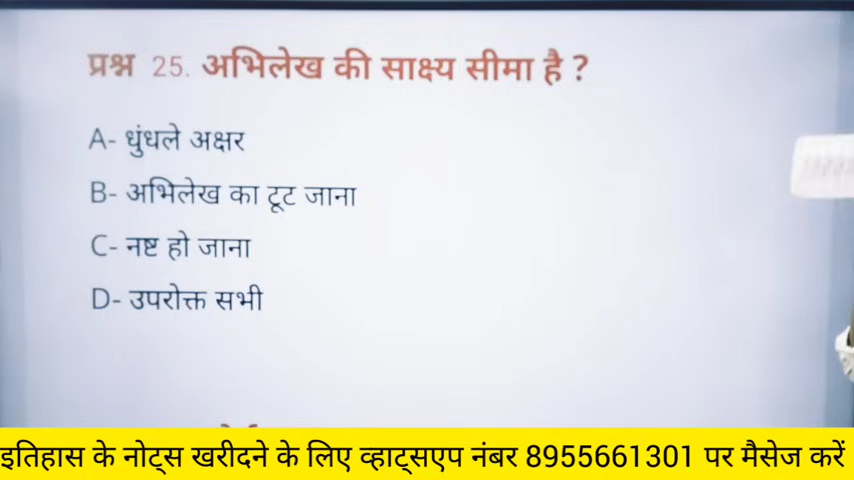 प्रश्न 25. अभिलेख की साक्ष्य सीमा है ?
A- धुंधले अक्षर
B- अभिलेख का टूट जाना
C- नष्ट हो जाना
D- उपरोक्त सभी
इतिहास के नोट्स खरीदने के लिए व्हाट्सएप नंबर 8955661301 पर मैसेज करें